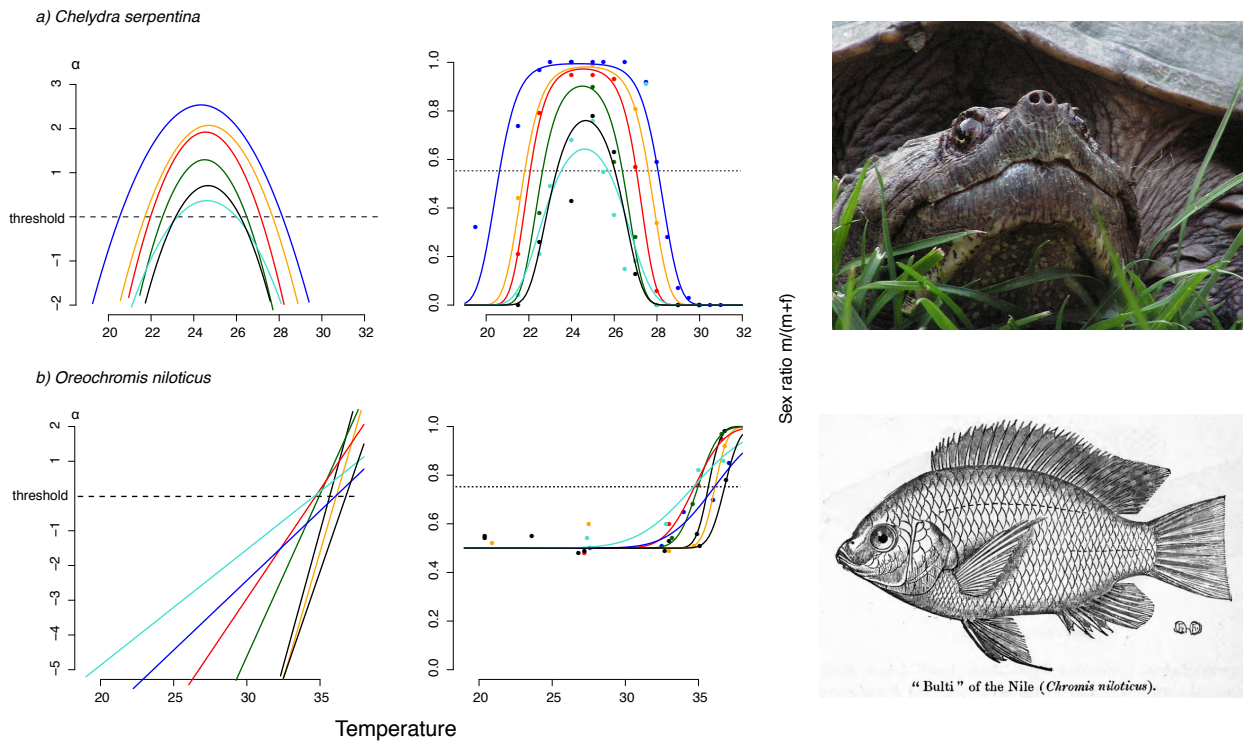 a) Chelydra serpentina
α
3
2
1
threshold
−1
−2
20 22 24 26 28 30 32
1.0
0.8
0.6
0.4
0.2
0.0
20 22 24 26 28 30 32
Sex ratio m/(m+f)
b) Oreochromis niloticus
α
2
1
threshold
−1
−2
−3
−4
−5
20 25 30 35
1.0
0.8
0.6
0.4
0.2
0.0
20 25 30 35
Temperature
"Bulti" of the Nile (Chromis niloticus).